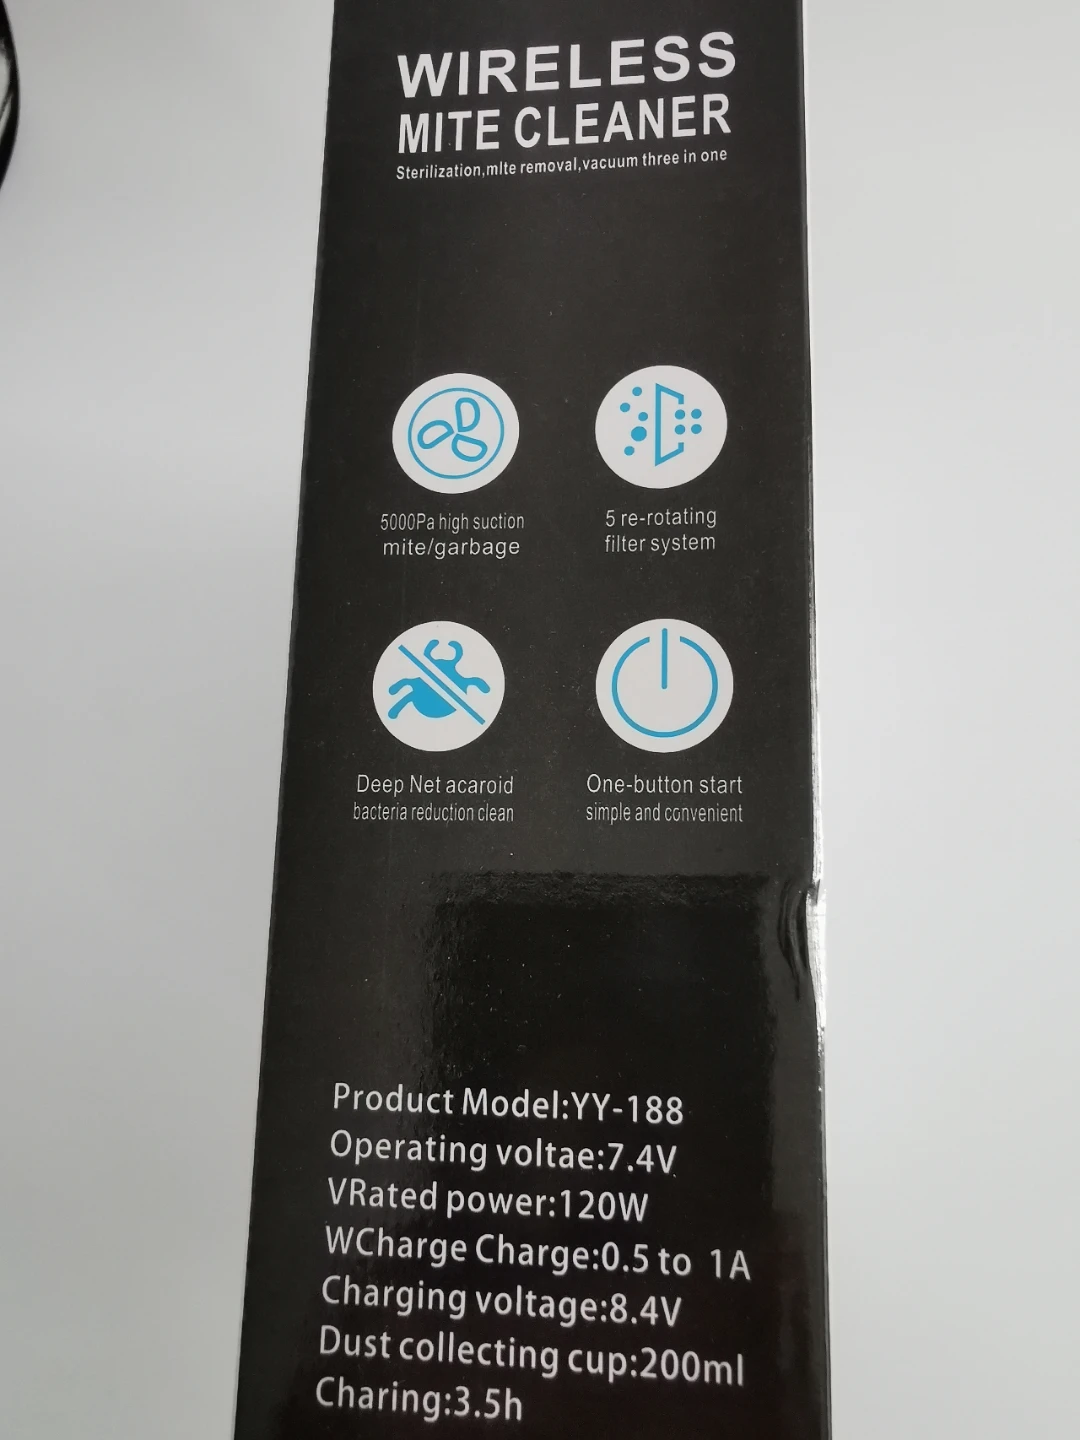 WIRELESS
MITE CLEANER
Sterilization,mlte removal,vacuum three in one
5000Pa high suction
mite/garbage
5 re-rotating
filter system
Deep Net acaroid
bacteria reduction clean
One-button start
simple and convenient
Product Model:YY-188
Operating voltae:7.4V
VRated power:120W
WCharge Charge:0.5 to 1A
Charging voltage:8.4V
Dust collecting cup:200ml
Charing:3.5h